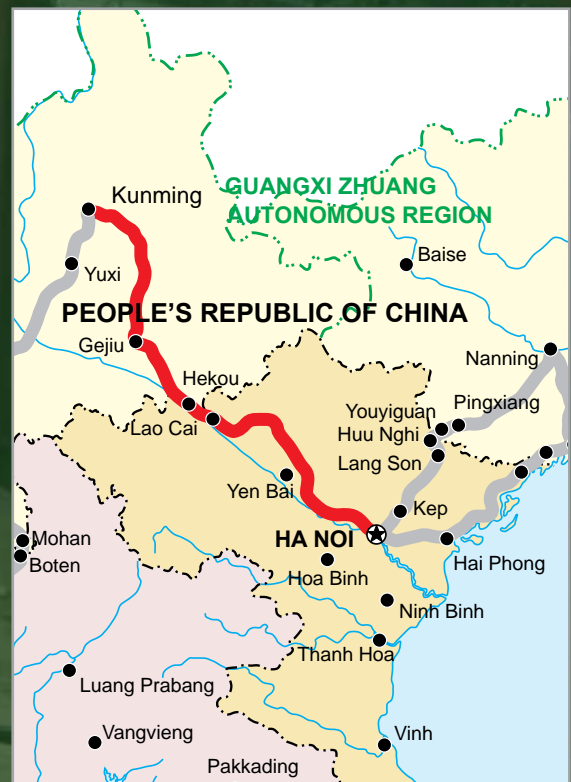 GUANGXI ZHUANG
AUTONOMOUS REGION
Kunming
Baise
Yuxi
PEOPLE'S REPUBLIC OF CHINA
Gejiu
Nanning
Hekou
Pingxiang
Youyiguan
Lao Cai
Huu Nghi
Lang Son
Yen Bai
Kep
HA NOI
Mohan
Hai Phong
Boten
Hoa Binh
Ninh Binh
Thanh Hoa
Luang Prabang
Vangvieng
Vinh
Pakkading